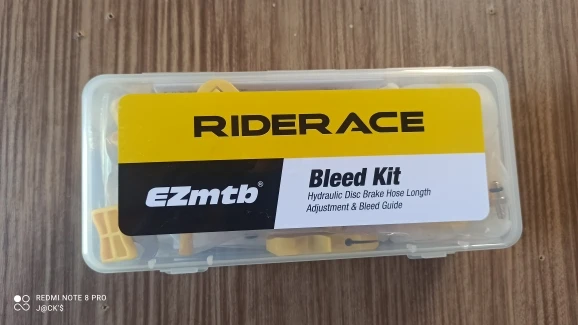 RIDERACE
EZmtb®
Bleed Kit
Hydraulic Disc Brake Hose Length
Adjustment & Bleed Guide
REDMI NOTE 8 PRO
J@CK'$